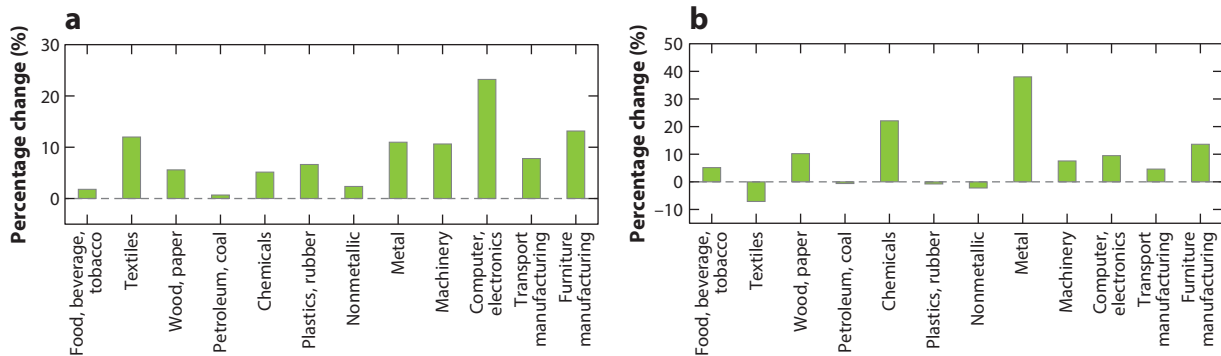 a
Percentage change (%)
30
20
10
0
Food, beverage,
tobacco
Textiles
Wood, paper
Petroleum, coal
Chemicals
Plastics, rubber
Nonmetallic
Metal
Machinery
Computer,
electronics
Transport
manufacturing
Furniture
manufacturing
b
Percentage change (%)
50
40
30
20
10
0
−10
Food, beverage,
tobacco
Textiles
Wood, paper
Petroleum, coal
Chemicals
Plastics, rubber
Nonmetallic
Metal
Machinery
Computer,
electronics
Transport
manufacturing
Furniture
manufacturing